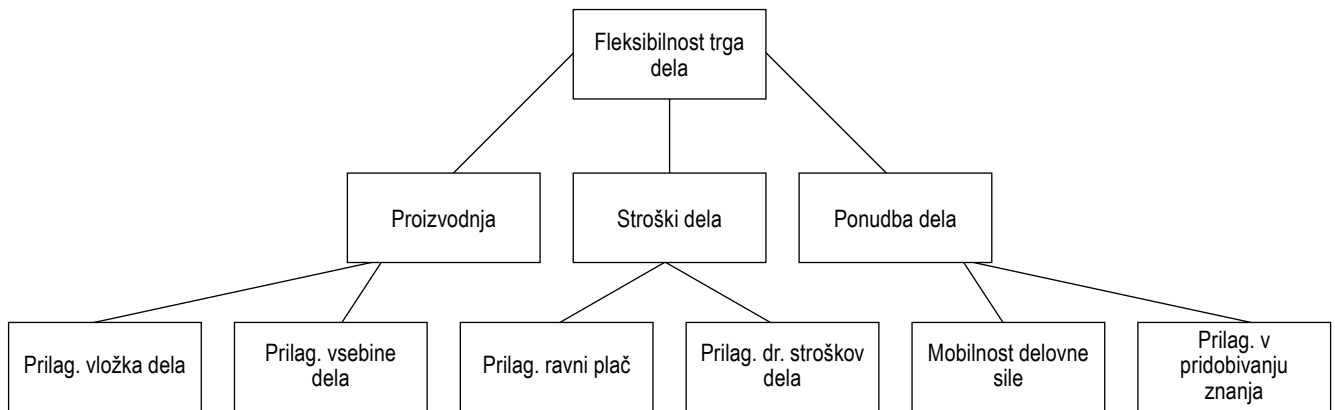 Fleksibilnost trga
dela
Proizvodnja
Stroški dela
Ponudba dela
Prilag. vložka dela
Prilag. vsebine
dela
Prilag. ravni plač
Prilag. dr. stroškov
dela
Mobilnost delovne
sile
Prilag. v
pridobivanju
znanja